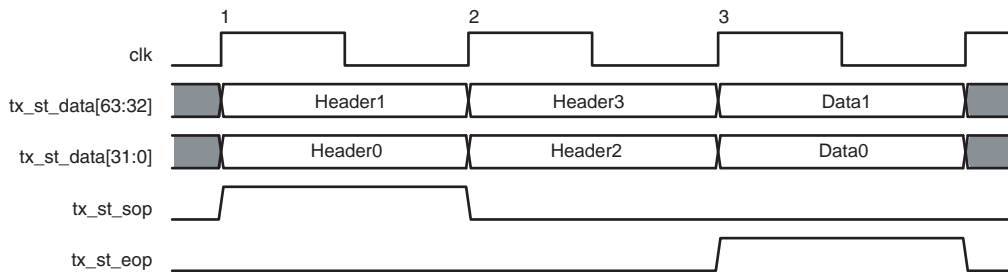 1 2 3
clk
tx_st_data[63:32] Header1 Header3 Data1
tx_st_data[31:0] Header0 Header2 Data0
tx_st_sop
tx_st_eop